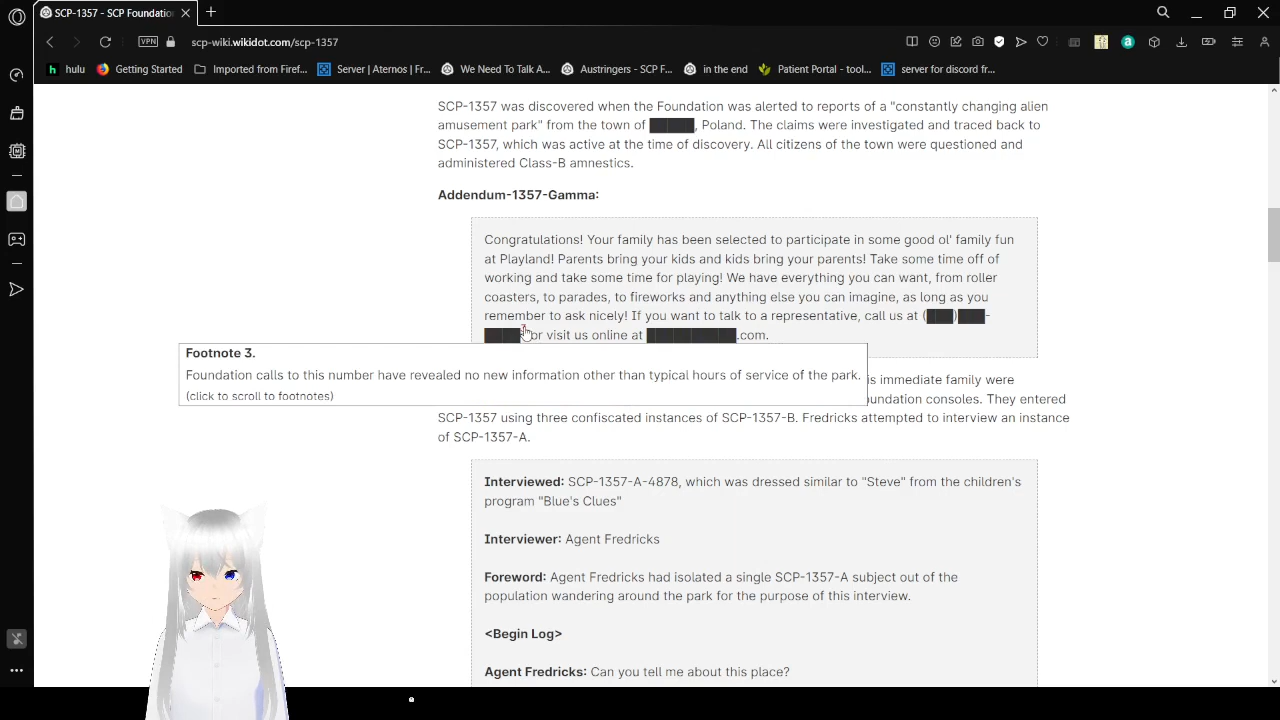 SCP-1357 - SCP Foundatio
scp-wiki.wikidot.com/scp-1357
VPN
hulu
Getting Started
Imported from Firef...
Server | Aternos | Fr...
We Need To Talk A...
Austringers - SCP F...
in the end
Patient Portal - tool...
server for discord fr...
SCP-1357 was discovered when the Foundation was alerted to reports of a "constantly changing alien
amusement park" from the town of █████, Poland. The claims were investigated and traced back to
SCP-1357, which was active at the time of discovery. All citizens of the town were questioned and
administered Class-B amnestics.
Addendum-1357-Gamma:
Congratulations! Your family has been selected to participate in some good ol' family fun
at Playland! Parents bring your kids and kids bring your parents! Take some time off of
working and take some time for playing! We have everything you can want, from roller
coasters, to parades, to fireworks and anything else you can imagine, as long as you
remember to ask nicely! If you want to talk to a representative, call us at (███)███-
████ or visit us online at ██████████.com.
Footnote 3.
Foundation calls to this number have revealed no new information other than typical hours of service of the park.
(click to scroll to footnotes)
is immediate family were
undation consoles. They entered
SCP-1357 using three confiscated instances of SCP-1357-B. Fredricks attempted to interview an instance
of SCP-1357-A.
Interviewed: SCP-1357-A-4878, which was dressed similar to "Steve" from the children's
program "Blue's Clues"
Interviewer: Agent Fredricks
Foreword: Agent Fredricks had isolated a single SCP-1357-A subject out of the
population wandering around the park for the purpose of this interview.
<Begin Log>
Agent Fredricks: Can you tell me about this place?